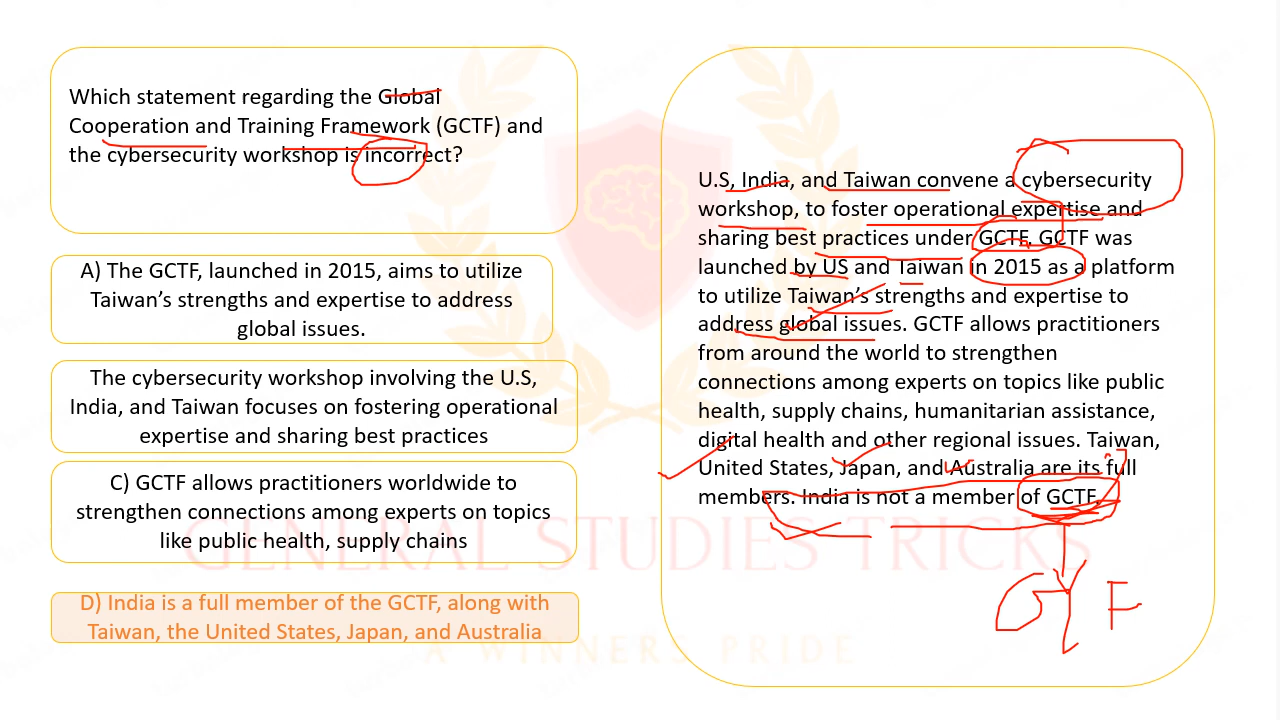 Which statement regarding the Global
Cooperation and Training Framework (GCTF) and
the cybersecurity workshop is incorrect?
A) The GCTF, launched in 2015, aims to utilize
Taiwan's strengths and expertise to address
global issues.
The cybersecurity workshop involving the U.S,
India, and Taiwan focuses on fostering operational
expertise and sharing best practices
C) GCTF allows practitioners worldwide to
strengthen connections among experts on topics
like public health, supply chains
D) India is a full member of the GCTF, along with
Taiwan, the United States, Japan, and Australia
U.S, India, and Taiwan convene a cybersecurity
workshop, to foster operational expertise and
sharing best practices under GCTF. GCTF was
launched by US and Taiwan in 2015 as a platform
to utilize Taiwan's strengths and expertise to
address global issues. GCTF allows practitioners
from around the world to strengthen
connections among experts on topics like public
health, supply chains, humanitarian assistance,
digital health and other regional issues. Taiwan,
United States, Japan, and Australia are its full
members. India is not a member of GCTF.
GENERAL STUDIES TRICKS
A WINNERS PRIDE